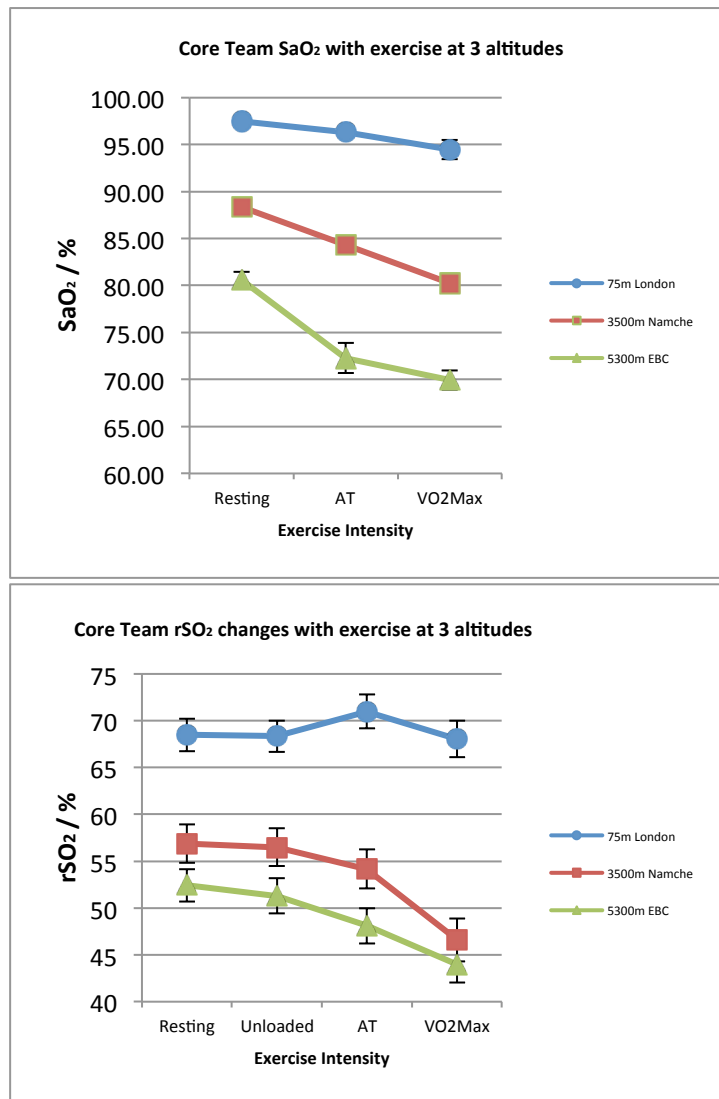 Core Team SaO₂ with exercise at 3 altitudes
100.00
95.00
90.00
85.00
80.00
75.00
70.00
65.00
60.00
SaO₂ / %
Resting AT VO2Max
Exercise Intensity
75m London
3500m Namche
5300m EBC
Core Team rSO₂ changes with exercise at 3 altitudes
75
70
65
60
55
50
45
40
rSO₂ / %
Resting Unloaded AT VO2Max
Exercise Intensity
75m London
3500m Namche
5300m EBC